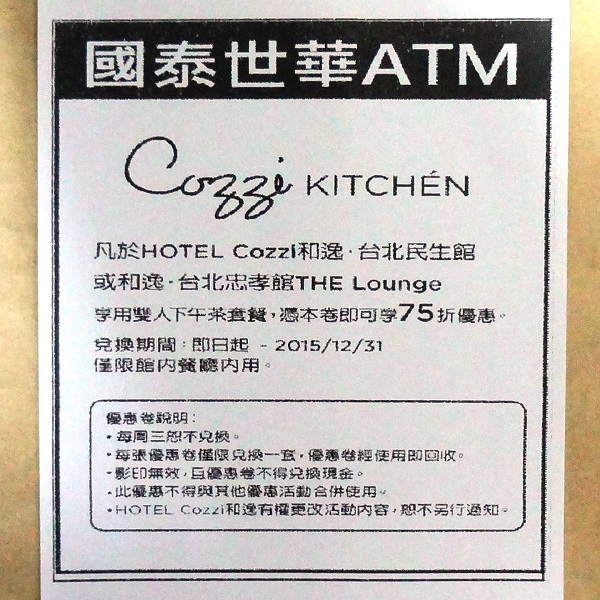 國泰世華ATM
Cozzi KITCHÉN
凡於HOTEL Cozzi和逸·台北民生館
或和逸·台北忠孝館THE Lounge
享用雙人下午茶套餐，憑本卷即可享75折優惠。
兌換期間：即日起 - 2015/12/31
僅限館內餐廳內用。
優惠卷說明：
·每周三恕不兌換。
·每張優惠卷僅限兌換一套，優惠卷經使用即回收。
·影印無效，且優惠卷不得兌換現金。
·此優惠不得與其他優惠活動合併使用。
·HOTEL Cozzi和逸有權更改活動內容，恕不另行通知。